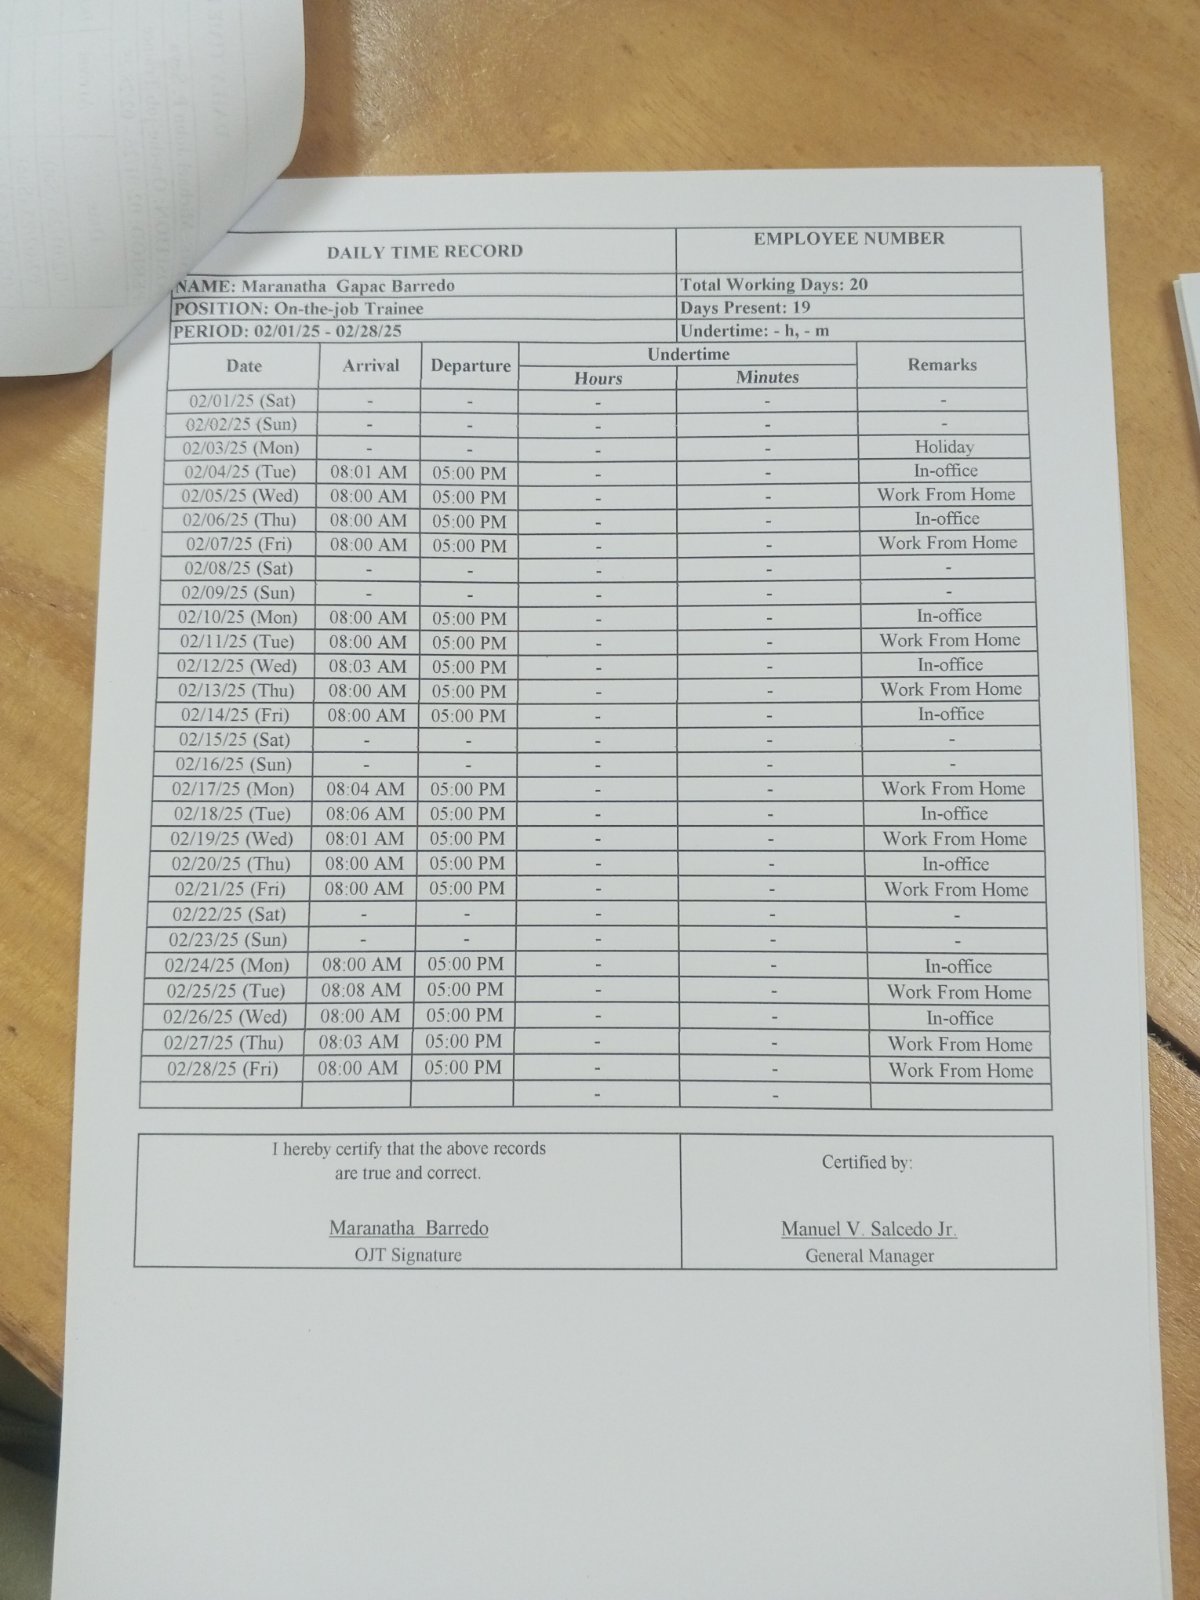 DAILY TIME RECORD
EMPLOYEE NUMBER
NAME: Maranatha Gapac Barredo
Total Working Days: 20
POSITION: On-the-job Trainee
Days Present: 19
PERIOD: 02/01/25 - 02/28/25
Undertime: - h, - m
Date Arrival Departure Undertime Remarks
Hours Minutes
02/01/25 (Sat) - - - - -
02/02/25 (Sun) - - - - -
02/03/25 (Mon) - - - - Holiday
02/04/25 (Tue) 08:01 AM 05:00 PM - - In-office
02/05/25 (Wed) 08:00 AM 05:00 PM - - Work From Home
02/06/25 (Thu) 08:00 AM 05:00 PM - - In-office
02/07/25 (Fri) 08:00 AM 05:00 PM - - Work From Home
02/08/25 (Sat) - - - - -
02/09/25 (Sun) - - - - -
02/10/25 (Mon) 08:00 AM 05:00 PM - - In-office
02/11/25 (Tue) 08:00 AM 05:00 PM - - Work From Home
02/12/25 (Wed) 08:03 AM 05:00 PM - - In-office
02/13/25 (Thu) 08:00 AM 05:00 PM - - Work From Home
02/14/25 (Fri) 08:00 AM 05:00 PM - - In-office
02/15/25 (Sat) - - - - -
02/16/25 (Sun) - - - - -
02/17/25 (Mon) 08:04 AM 05:00 PM - - Work From Home
02/18/25 (Tue) 08:06 AM 05:00 PM - - In-office
02/19/25 (Wed) 08:01 AM 05:00 PM - - Work From Home
02/20/25 (Thu) 08:00 AM 05:00 PM - - In-office
02/21/25 (Fri) 08:00 AM 05:00 PM - - Work From Home
02/22/25 (Sat) - - - - -
02/23/25 (Sun) - - - - -
02/24/25 (Mon) 08:00 AM 05:00 PM - - In-office
02/25/25 (Tue) 08:08 AM 05:00 PM - - Work From Home
02/26/25 (Wed) 08:00 AM 05:00 PM - - In-office
02/27/25 (Thu) 08:03 AM 05:00 PM - - Work From Home
02/28/25 (Fri) 08:00 AM 05:00 PM - - Work From Home
- -
I hereby certify that the above records
are true and correct.
Maranatha Barredo
OJT Signature
Certified by:
Manuel V. Salcedo Jr.
General Manager